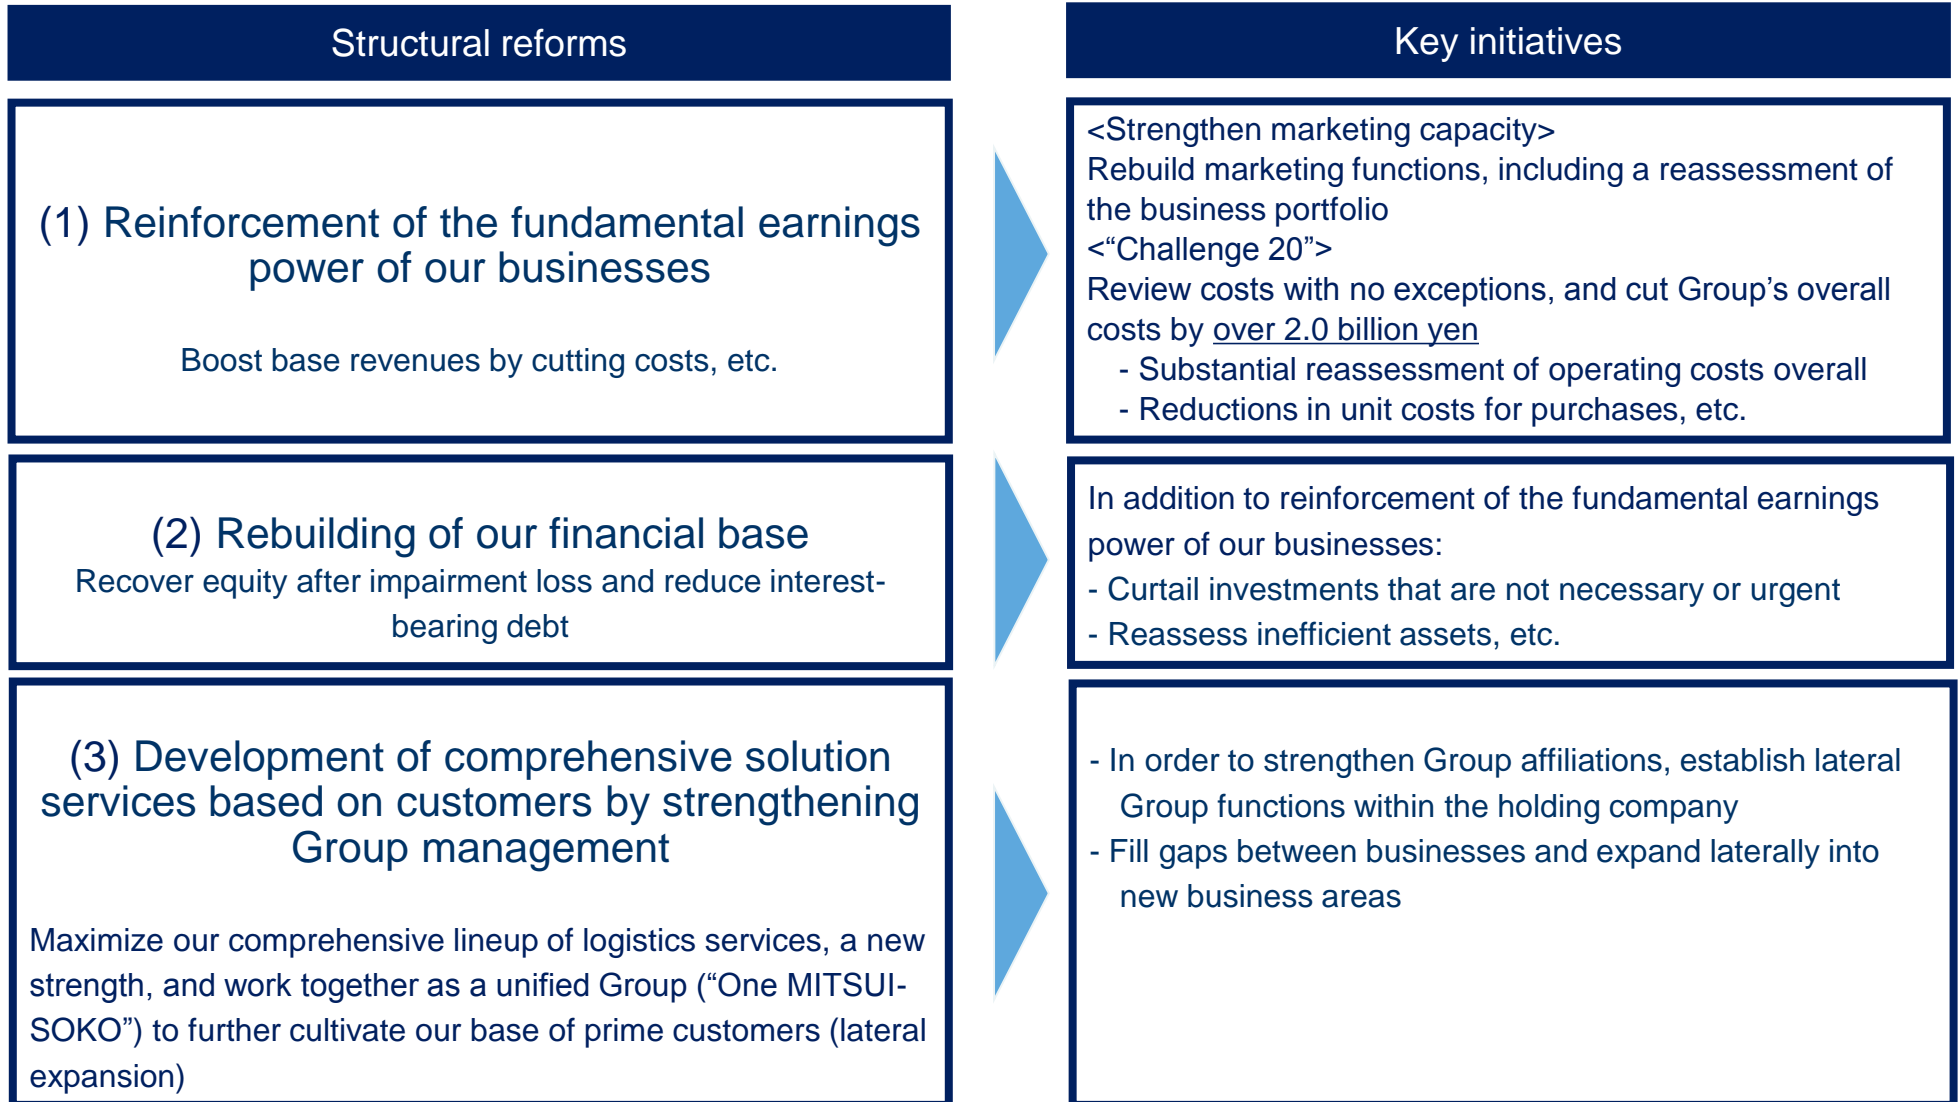 Structural reforms
Key initiatives
(1) Reinforcement of the fundamental earnings
power of our businesses
Boost base revenues by cutting costs, etc.
<Strengthen marketing capacity>
Rebuild marketing functions, including a reassessment of
the business portfolio
<“Challenge 20”>
Review costs with no exceptions, and cut Group’s overall
costs by over 2.0 billion yen
- Substantial reassessment of operating costs overall
- Reductions in unit costs for purchases, etc.
(2) Rebuilding of our financial base
Recover equity after impairment loss and reduce interest-
bearing debt
In addition to reinforcement of the fundamental earnings
power of our businesses:
- Curtail investments that are not necessary or urgent
- Reassess inefficient assets, etc.
(3) Development of comprehensive solution
services based on customers by strengthening
Group management
Maximize our comprehensive lineup of logistics services, a new
strength, and work together as a unified Group (“One MITSUI-
SOKO”) to further cultivate our base of prime customers (lateral
expansion)
- In order to strengthen Group affiliations, establish lateral
Group functions within the holding company
- Fill gaps between businesses and expand laterally into
new business areas